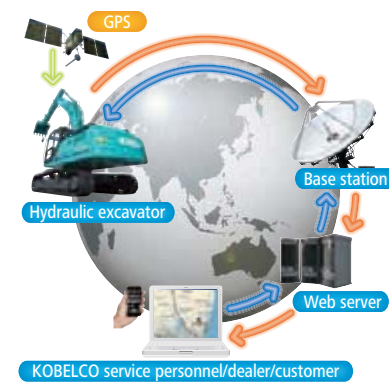 GPS
Base station
Hydraulic excavator
Web server
KOBELCO service personnel/dealer/customer